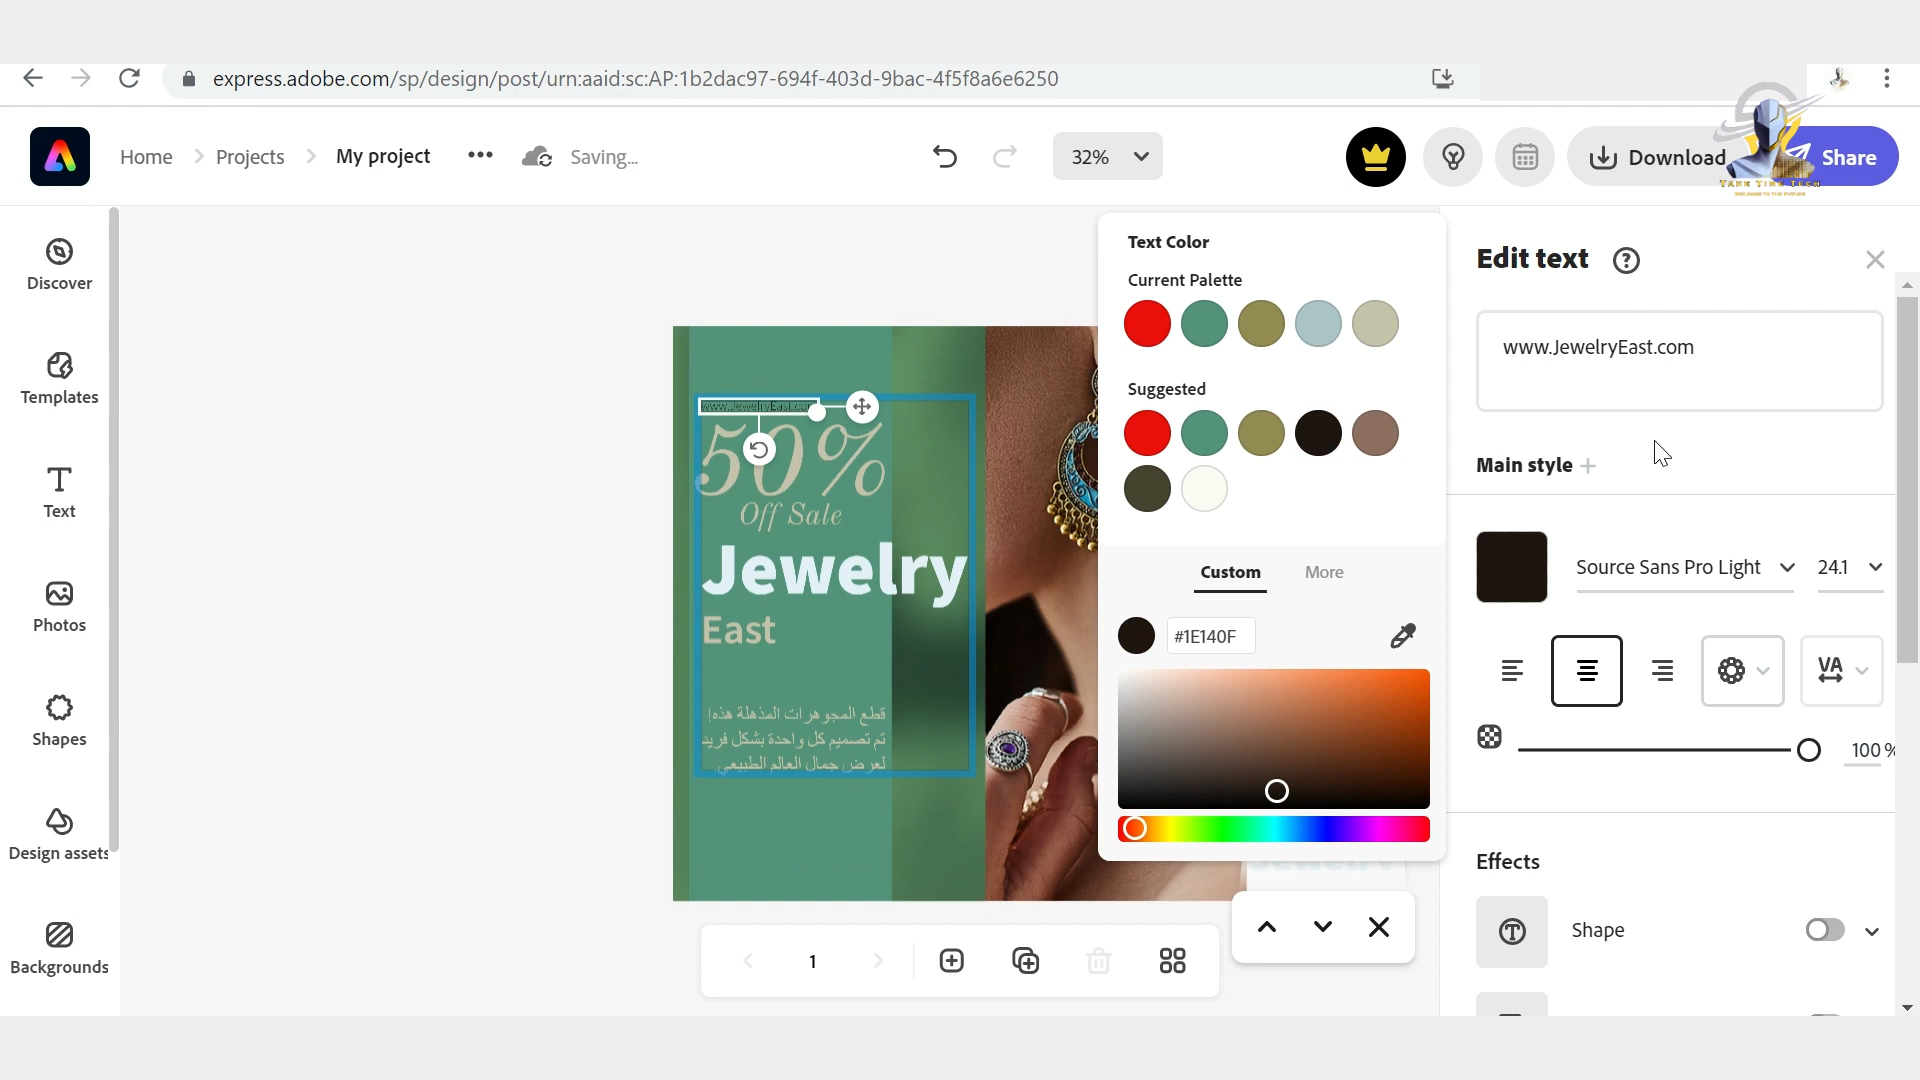 express.adobe.com/sp/design/post/urn:aaid:sc:AP:1b2dac97-694f-403d-9bac-4f5f8a6e6250
Home
Projects
My project
Saving...
32%
Download
Share
TAKE TIME TECH
Discover
Templates
Text
Photos
Shapes
Design assets
Backgrounds
www.JewelryEast.com
50%
Off Sale
Jewelry
East
قطع المجوهرات المذهلة هذه!
تم تصميم كل واحدة بشكل فريد
لعرض جمال العالم الطبيعي.
1
Text Color
Current Palette
Suggested
Custom
More
#1E140F
Edit text
www.JewelryEast.com
Main style
Source Sans Pro Light
24.1
VA
100 %
Effects
Shape